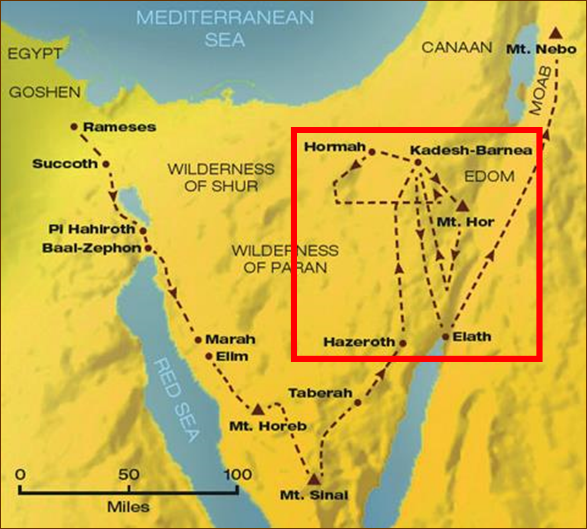 MEDITERRANEAN
SEA
EGYPT
CANAAN
Mt. Nebo
MOAB
GOSHEN
Rameses
Hormah
Kadesh-Barnea
Succoth
WILDERNESS
OF SHUR
EDOM
Mt. Hor
Pi Hahiroth
Baal-Zephon
WILDERNESS
OF PARAN
Marah
Elim
Hazeroth
Elath
RED SEA
Taberah
Mt. Horeb
0 50 100
Miles
Mt. Sinai